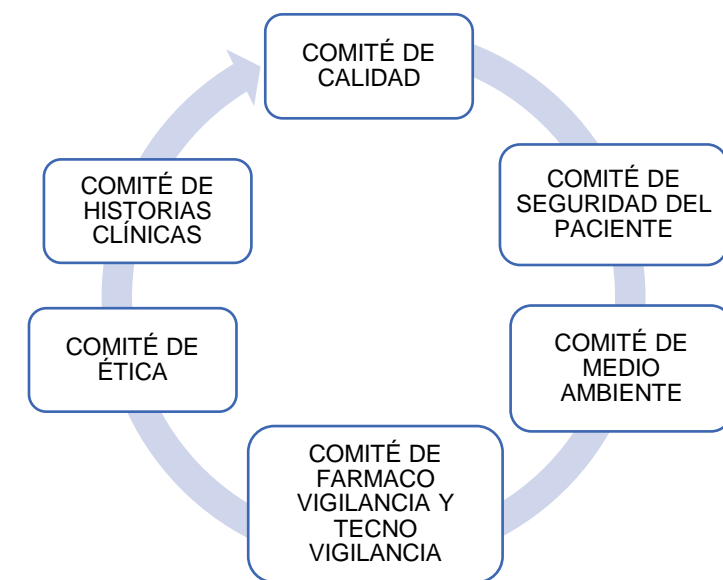 COMITÉ DE
CALIDAD
COMITÉ DE
SEGURIDAD DEL
PACIENTE
COMITÉ DE
MEDIO
AMBIENTE
COMITÉ DE
FARMACO
VIGILANCIA Y
TECNO
VIGILANCIA
COMITÉ DE
ÉTICA
COMITÉ DE
HISTORIAS
CLÍNICAS